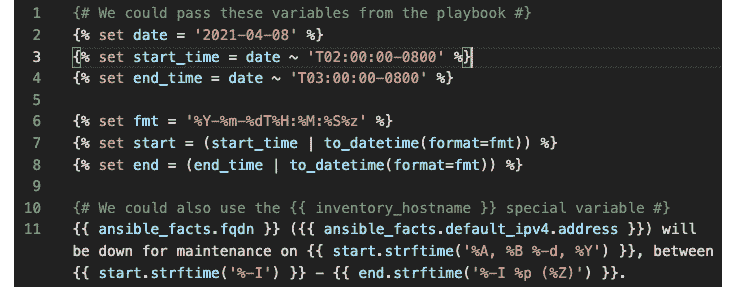 1 {# We could pass these variables from the playbook #}
2 {% set date = '2021-04-08' %}
3 {% set start_time = date ~ 'T02:00:00-0800' %}
4 {% set end_time = date ~ 'T03:00:00-0800' %}
5
6 {% set fmt = '%Y-%m-%dT%H:%M:%S%z' %}
7 {% set start = (start_time | to_datetime(format=fmt)) %}
8 {% set end = (end_time | to_datetime(format=fmt)) %}
9
10 {# We could also use the {{ inventory_hostname }} special variable #}
11 {{ ansible_facts.fqdn }} ({{ ansible_facts.default_ipv4.address }}) will
be down for maintenance on {{ start.strftime('%A, %B %-d, %Y') }}, between
{{ start.strftime('%-I') }} – {{ end.strftime('%-I %p (%Z)') }}.